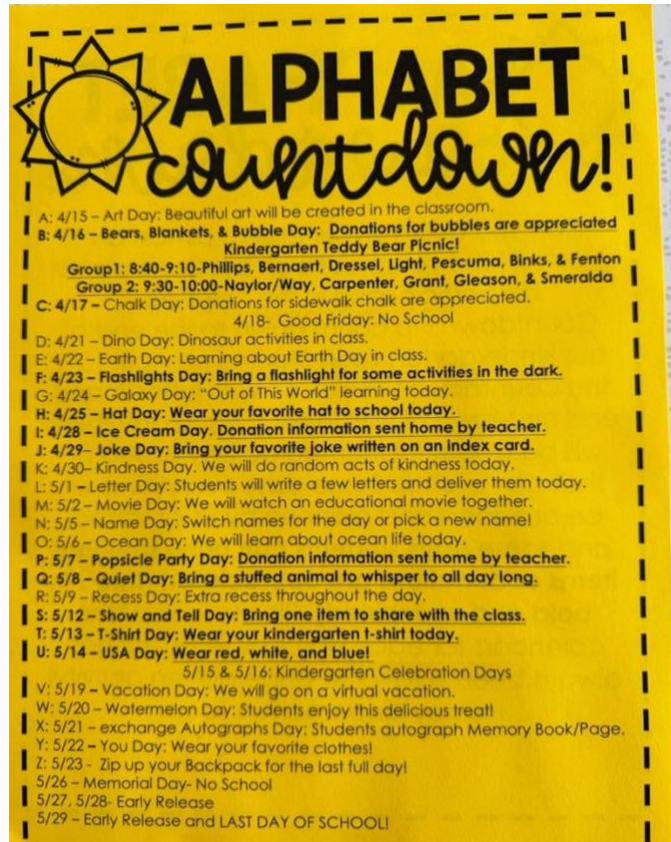 ALPHABET
countdown!
A: 4/15 – Art Day: Beautiful art will be created in the classroom.
B: 4/16 – Bears, Blankets, & Bubble Day: Donations for bubbles are appreciated
Kindergarten Teddy Bear Picnic!
Group1: 8:40-9:10-Phillips, Bernaert, Dressel, Light, Pescuma, Binks, & Fenton
Group 2: 9:30-10:00-Naylor/Way, Carpenter, Grant, Gleason, & Smeralda
C: 4/17 – Chalk Day: Donations for sidewalk chalk are appreciated.
4/18- Good Friday: No School
D: 4/21 – Dino Day: Dinosaur activities in class.
E: 4/22 – Earth Day: Learning about Earth Day in class.
F: 4/23 – Flashlights Day: Bring a flashlight for some activities in the dark.
G: 4/24 – Galaxy Day: “Out of This World” learning today.
H: 4/25 – Hat Day: Wear your favorite hat to school today.
I: 4/28 – Ice Cream Day. Donation information sent home by teacher.
J: 4/29– Joke Day: Bring your favorite joke written on an index card.
K: 4/30– Kindness Day. We will do random acts of kindness today.
L: 5/1 – Letter Day: Students will write a few letters and deliver them today.
M: 5/2 – Movie Day: We will watch an educational movie together.
N: 5/5 – Name Day: Switch names for the day or pick a new name!
O: 5/6 – Ocean Day: We will learn about ocean life today.
P: 5/7 – Popsicle Party Day: Donation information sent home by teacher.
Q: 5/8 – Quiet Day: Bring a stuffed animal to whisper to all day long.
R: 5/9 – Recess Day: Extra recess throughout the day.
S: 5/12 – Show and Tell Day: Bring one item to share with the class.
T: 5/13 – T-Shirt Day: Wear your kindergarten t-shirt today.
U: 5/14 – USA Day: Wear red, white, and blue!
5/15 & 5/16: Kindergarten Celebration Days
V: 5/19 – Vacation Day: We will go on a virtual vacation.
W: 5/20 – Watermelon Day: Students enjoy this delicious treat!
X: 5/21 – exchange Autographs Day: Students autograph Memory Book/Page.
Y: 5/22 – You Day: Wear your favorite clothes!
Z: 5/23 - Zip up your Backpack for the last full day!
5/26 – Memorial Day- No School
5/27, 5/28- Early Release
5/29 – Early Release and LAST DAY OF SCHOOL!